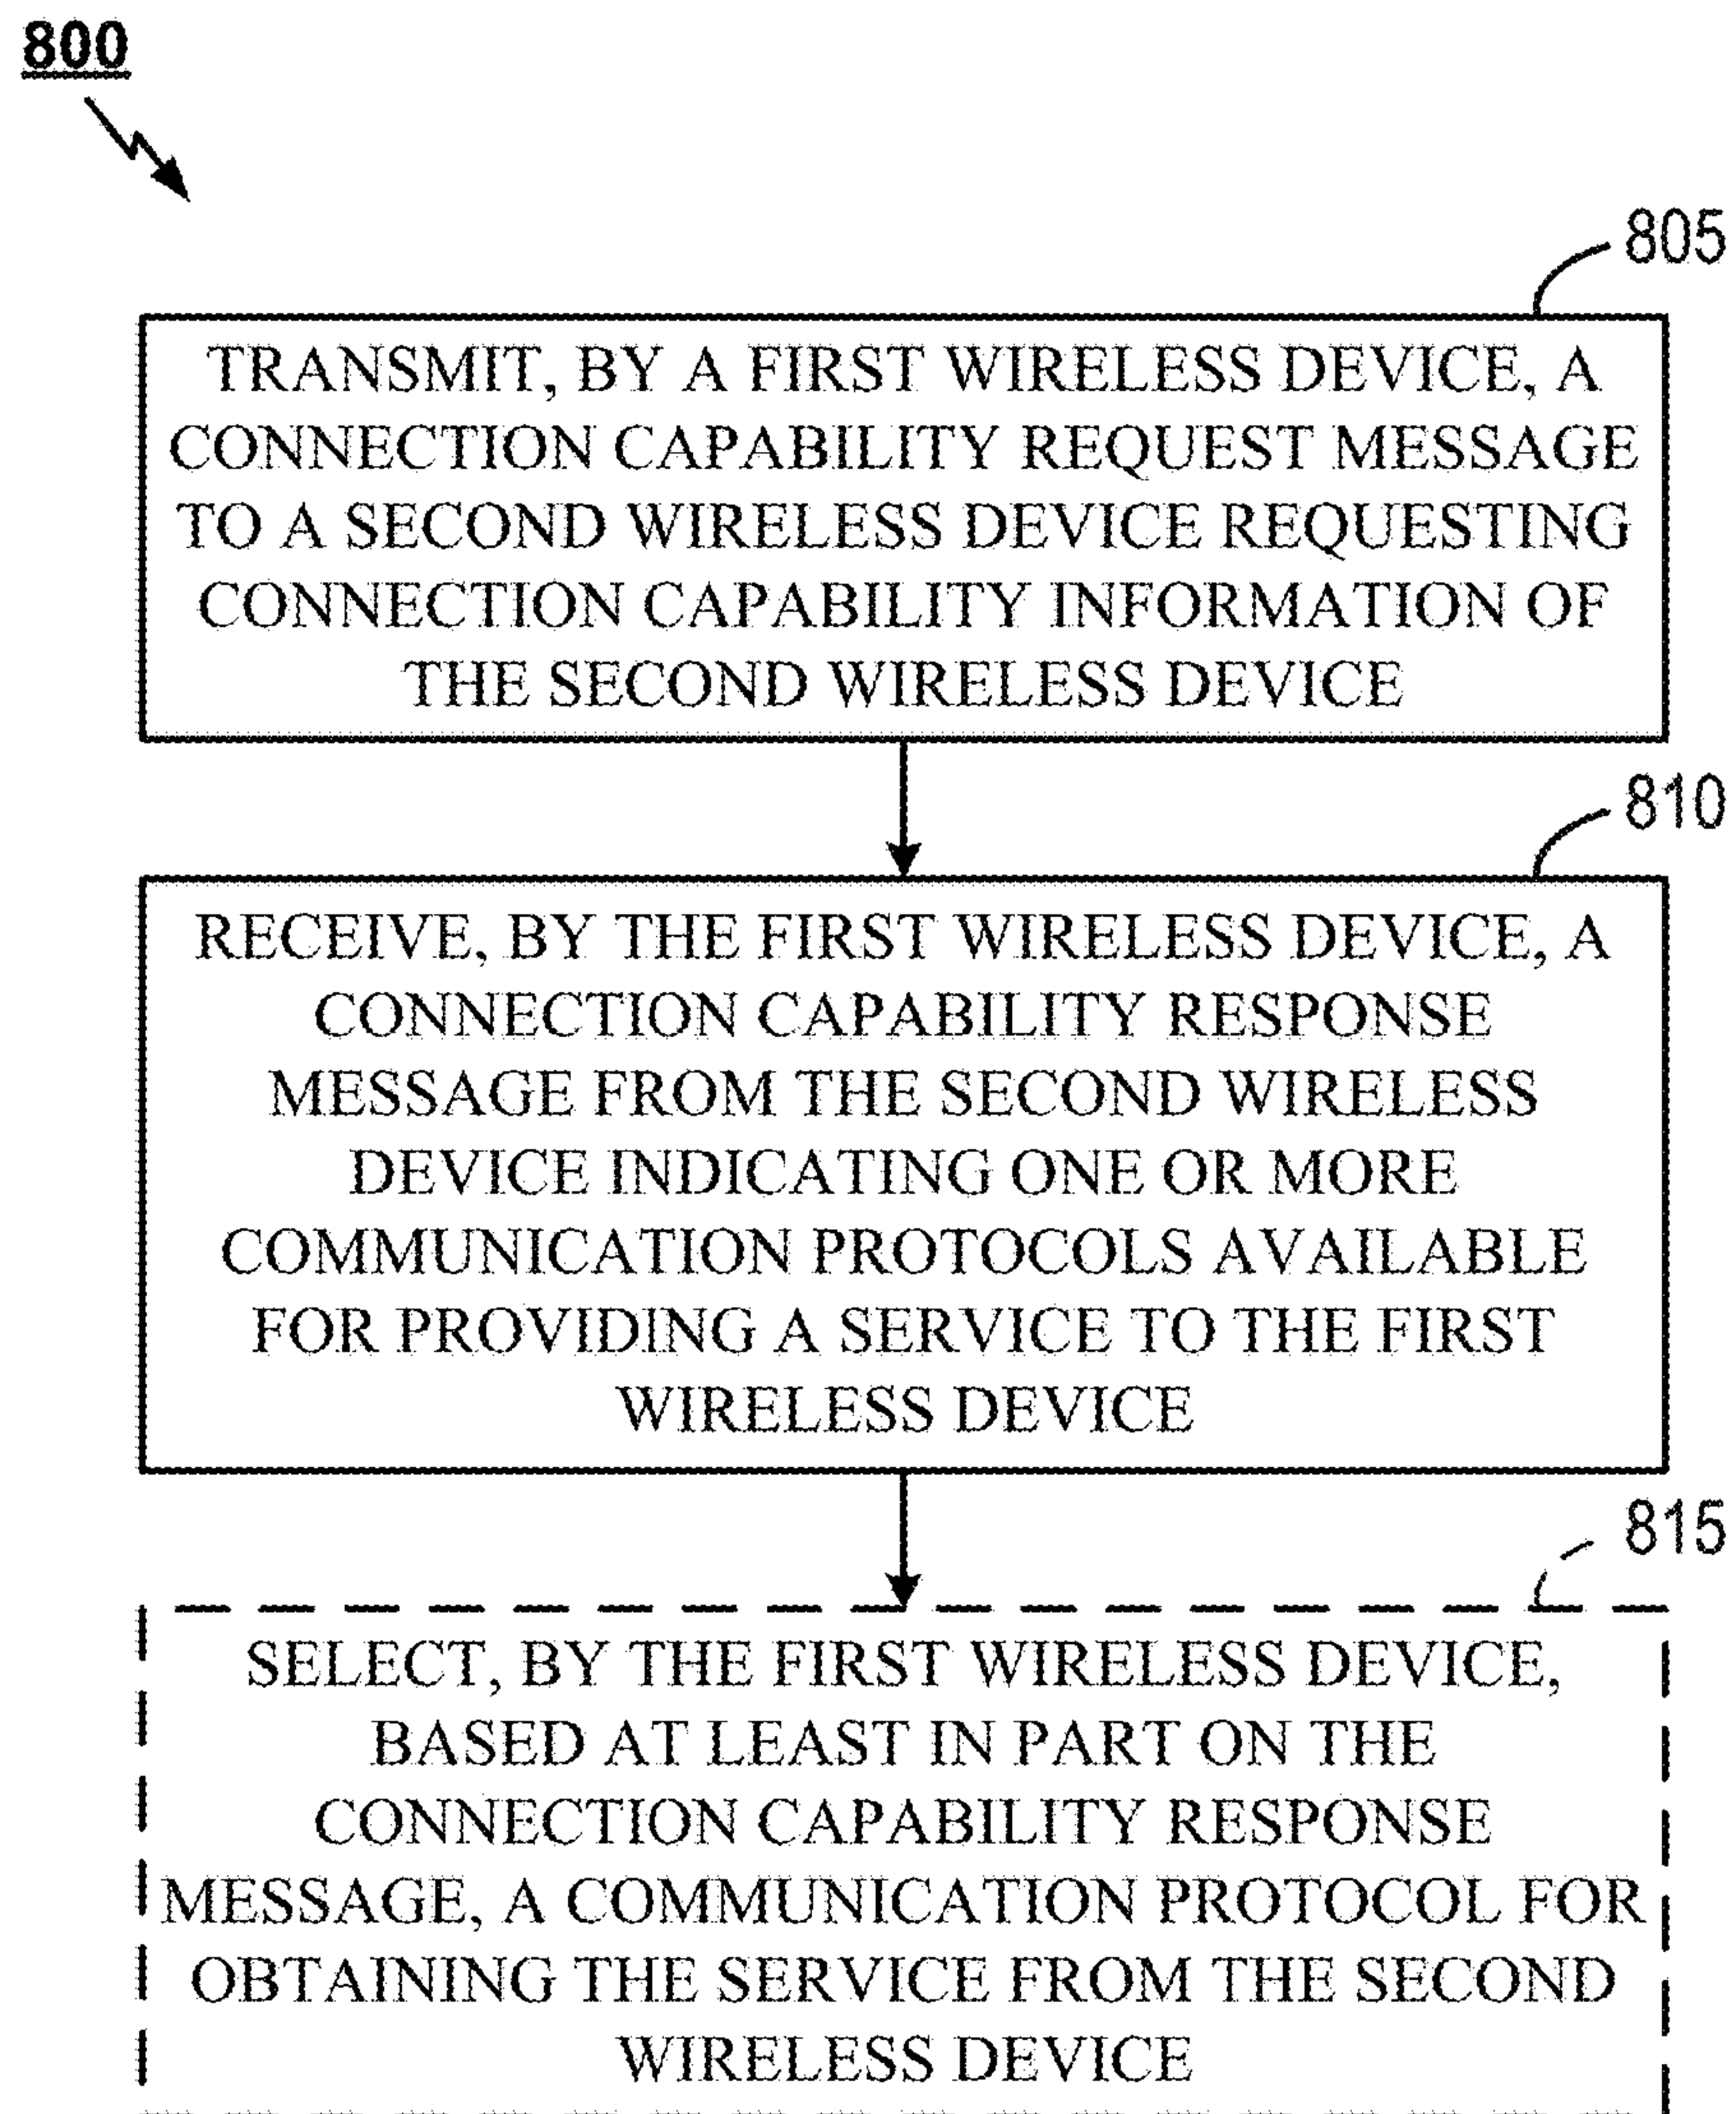 800
805
TRANSMIT, BY A FIRST WIRELESS DEVICE, A
CONNECTION CAPABILITY REQUEST MESSAGE
TO A SECOND WIRELESS DEVICE REQUESTING
CONNECTION CAPABILITY INFORMATION OF
THE SECOND WIRELESS DEVICE
810
RECEIVE, BY THE FIRST WIRELESS DEVICE, A
CONNECTION CAPABILITY RESPONSE
MESSAGE FROM THE SECOND WIRELESS
DEVICE INDICATING ONE OR MORE
COMMUNICATION PROTOCOLS AVAILABLE
FOR PROVIDING A SERVICE TO THE FIRST
WIRELESS DEVICE
815
SELECT, BY THE FIRST WIRELESS DEVICE,
BASED AT LEAST IN PART ON THE
CONNECTION CAPABILITY RESPONSE
MESSAGE, A COMMUNICATION PROTOCOL FOR
OBTAINING THE SERVICE FROM THE SECOND
WIRELESS DEVICE